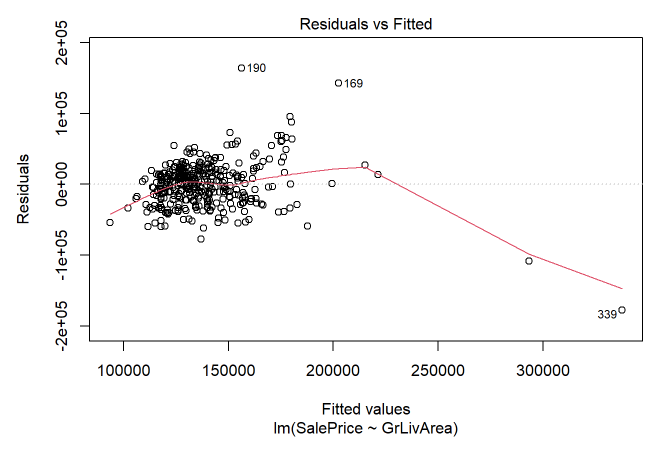 Residuals vs Fitted
2e+05
1e+05
0e+00
-1e+05
-2e+05
Residuals
190
169
339
100000 150000 200000 250000 300000
Fitted values
lm(SalePrice ~ GrLivArea)